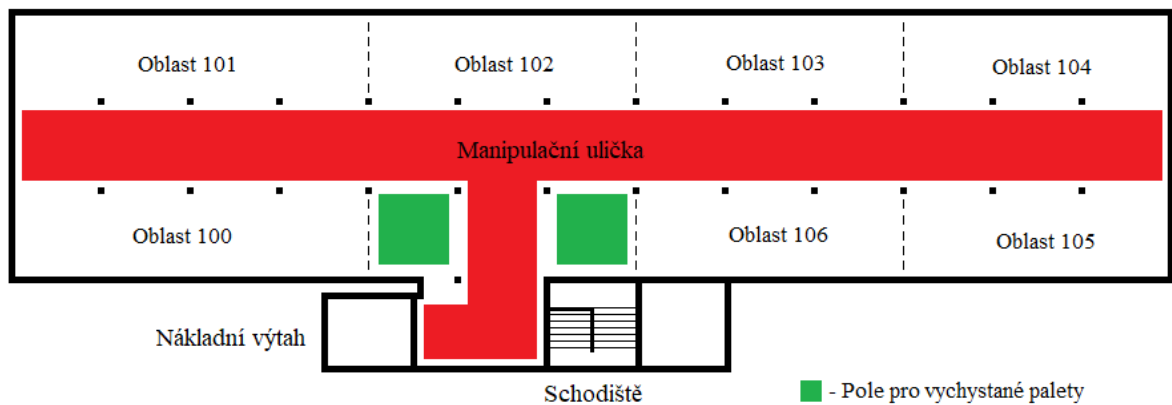 Oblast 101
Oblast 102
Oblast 103
Oblast 104
Manipulační ulička
Oblast 100
Oblast 106
Oblast 105
Nákladní výtah
Schodiště
- Pole pro vychystané palety